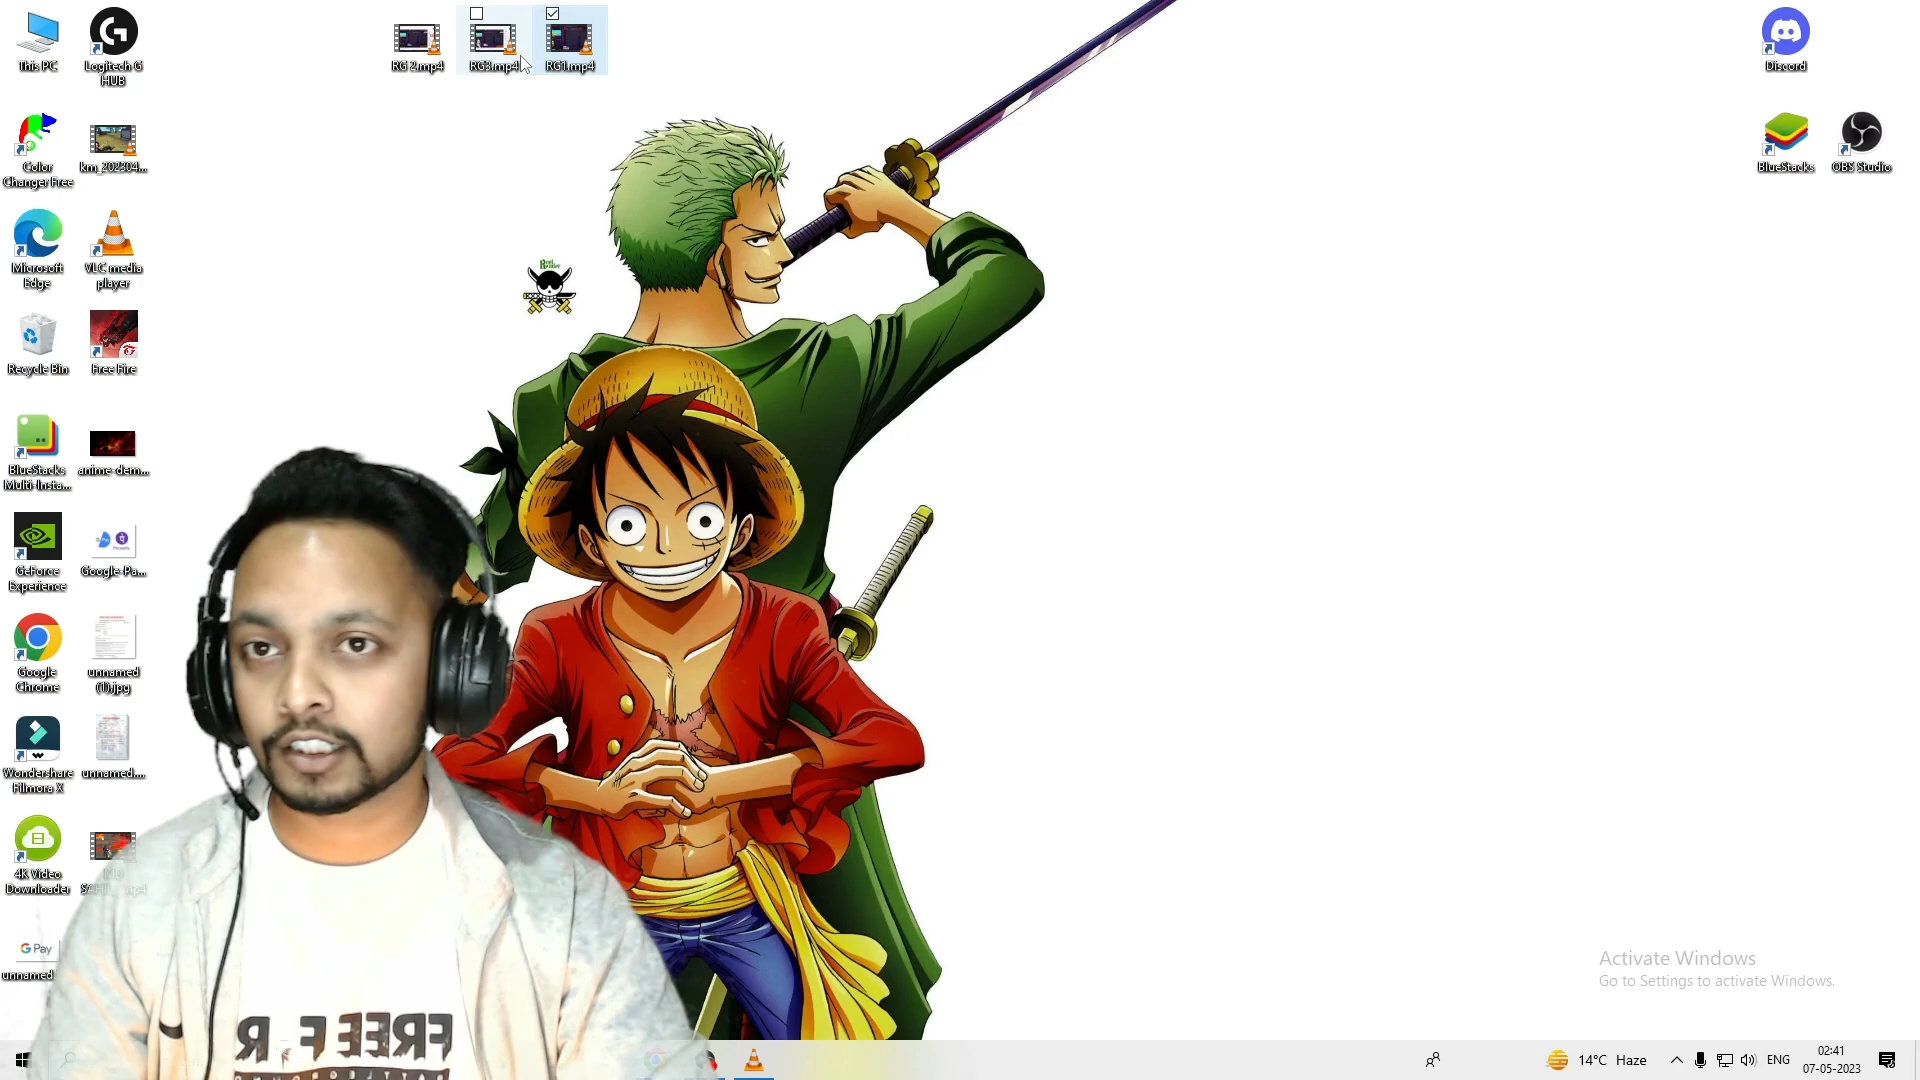 This PC
Logitech G
HUB
RG 2.mp4
RG3.mp4
RG1.mp4
Discord
Color
Changer Free
km_202304...
BlueStacks
OBS Studio
Microsoft
Edge
VLC media
player
Recycle Bin
Free Fire
BlueStacks
Multi-Insta...
anime-dem...
GeForce
Experience
Google-Pa...
Google
Chrome
unnamed
(1).jpg
Wondershare
Filmora X
unnamed....
4K Video
Downloader
G Pay
unnamed
FREE F R
Activate Windows
Go to Settings to activate Windows.
14°C Haze
ENG
02:41
07-05-2023